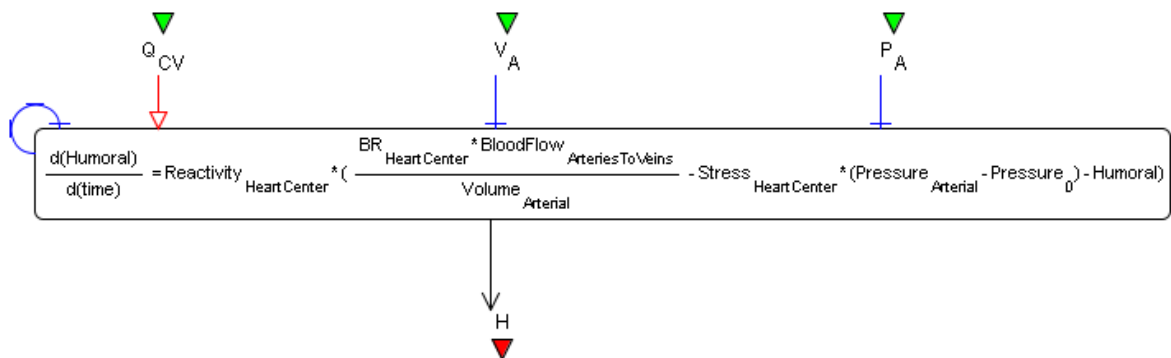 Q CV V A P A
d(Humoral) / d(time) = Reactivity HeartCenter * ( BR HeartCenter * BloodFlow ArteriesToVeins / Volume Arterial - Stress HeartCenter * (Pressure Arterial - Pressure 0) - Humoral)
H